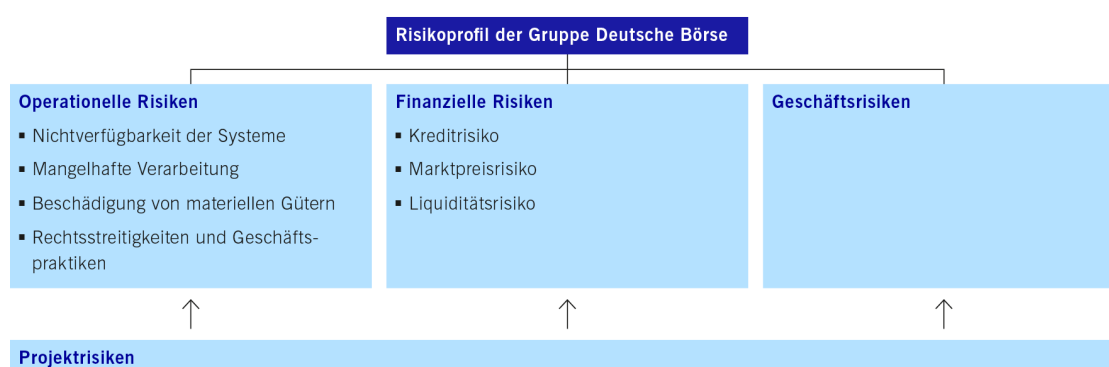 Risikoprofil der Gruppe Deutsche Börse
Operationelle Risiken
▪ Nichtverfügbarkeit der Systeme
▪ Mangelhafte Verarbeitung
▪ Beschädigung von materiellen Gütern
▪ Rechtsstreitigkeiten und Geschäfts-
praktiken
Finanzielle Risiken
▪ Kreditrisiko
▪ Marktpreisrisiko
▪ Liquiditätsrisiko
Geschäftsrisiken
Projektrisiken